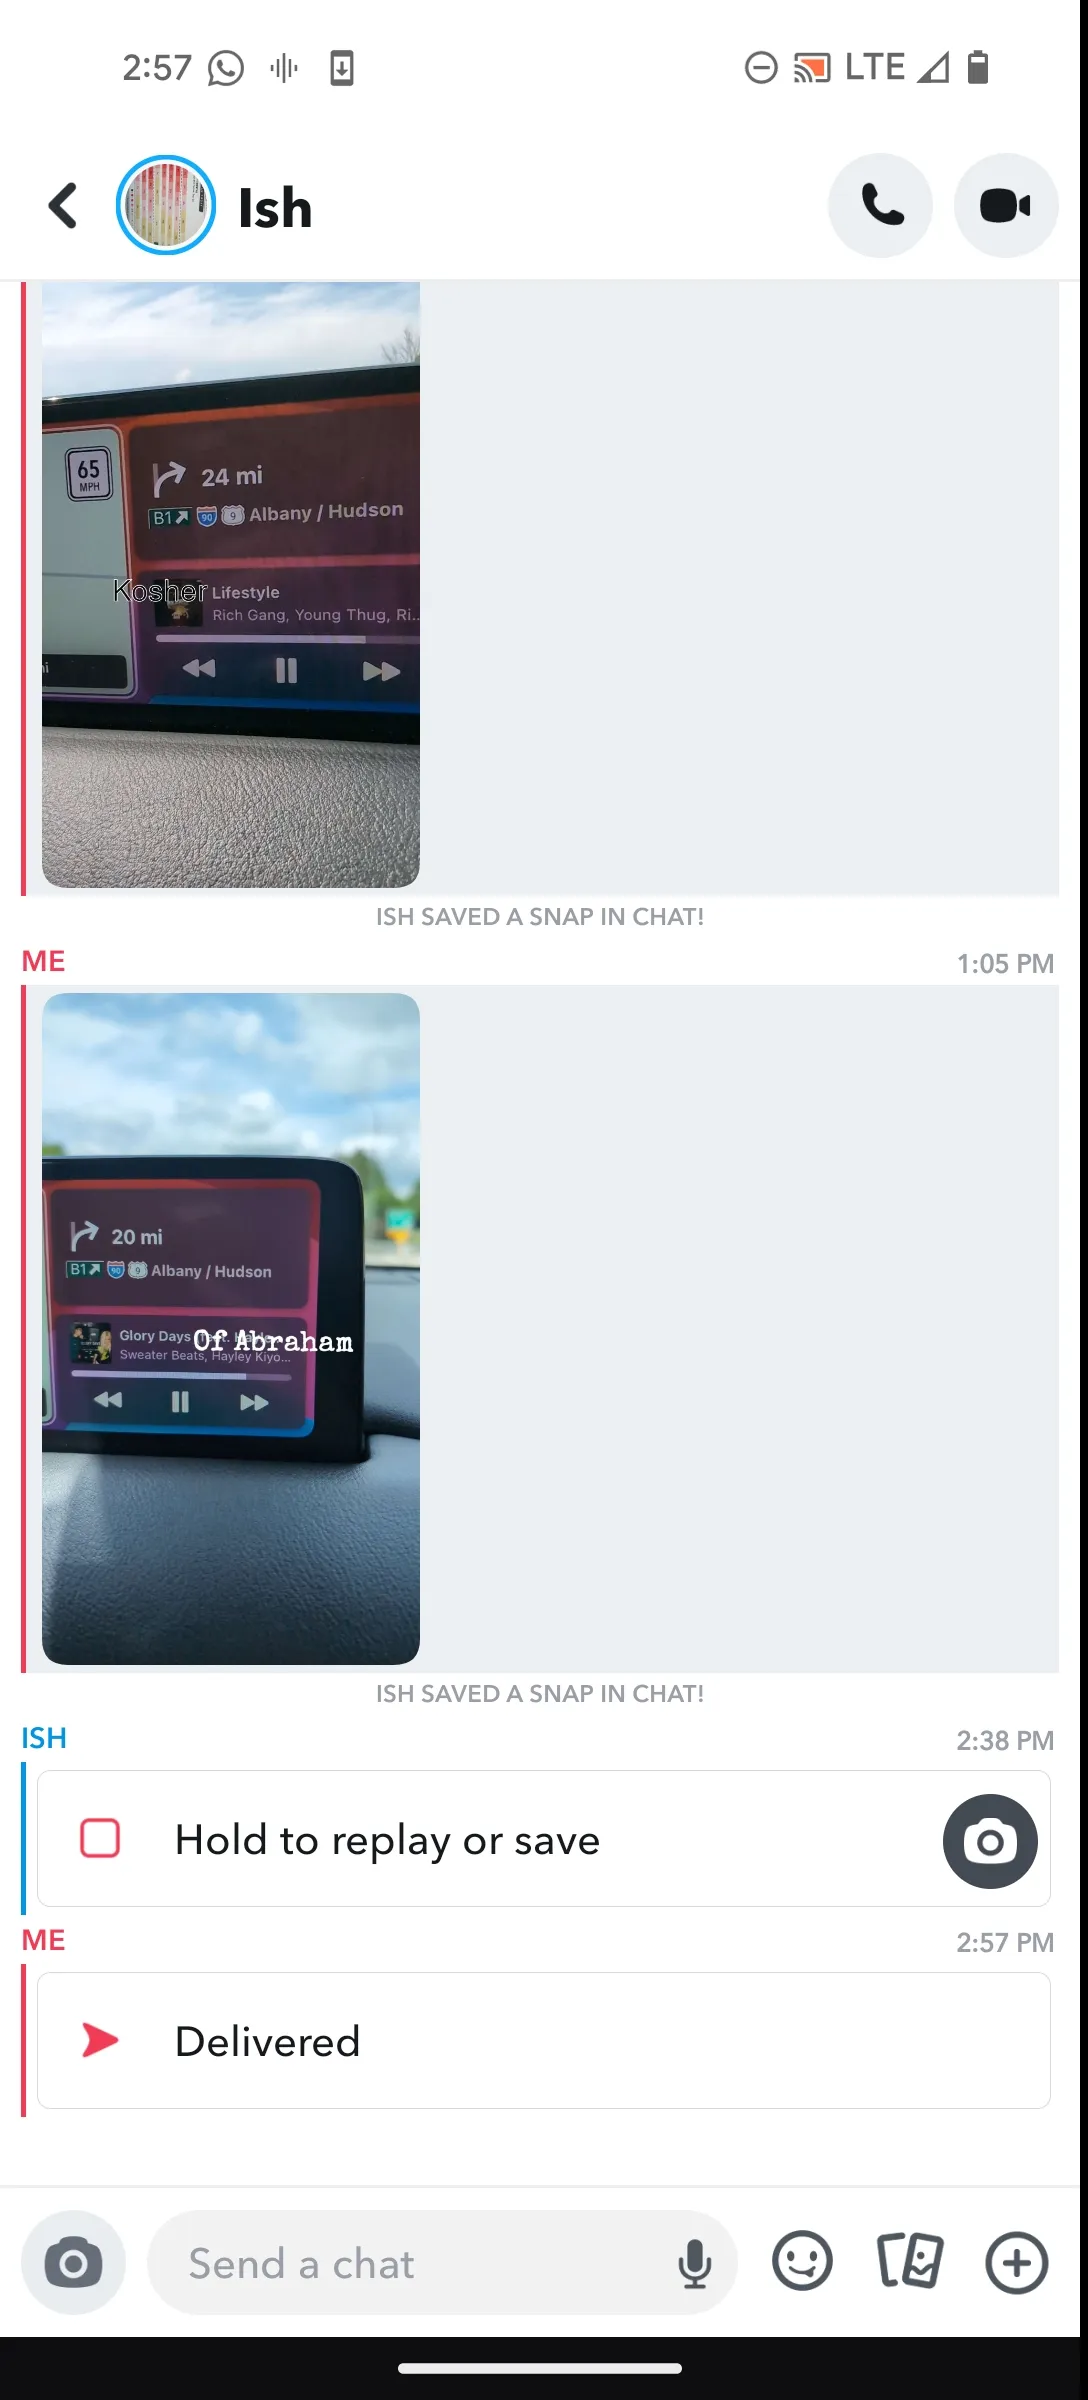 2:57
LTE
Ish
65
MPH
24 mi
B1 90 9 Albany / Hudson
Kosher
Lifestyle
Rich Gang, Young Thug, Ri...
ISH SAVED A SNAP IN CHAT!
ME
1:05 PM
20 mi
B1 90 9 Albany / Hudson
Glory Days
Of Abraham
Sweater Beats, Hayley Kiyo...
ISH SAVED A SNAP IN CHAT!
ISH
2:38 PM
Hold to replay or save
ME
2:57 PM
Delivered
Send a chat